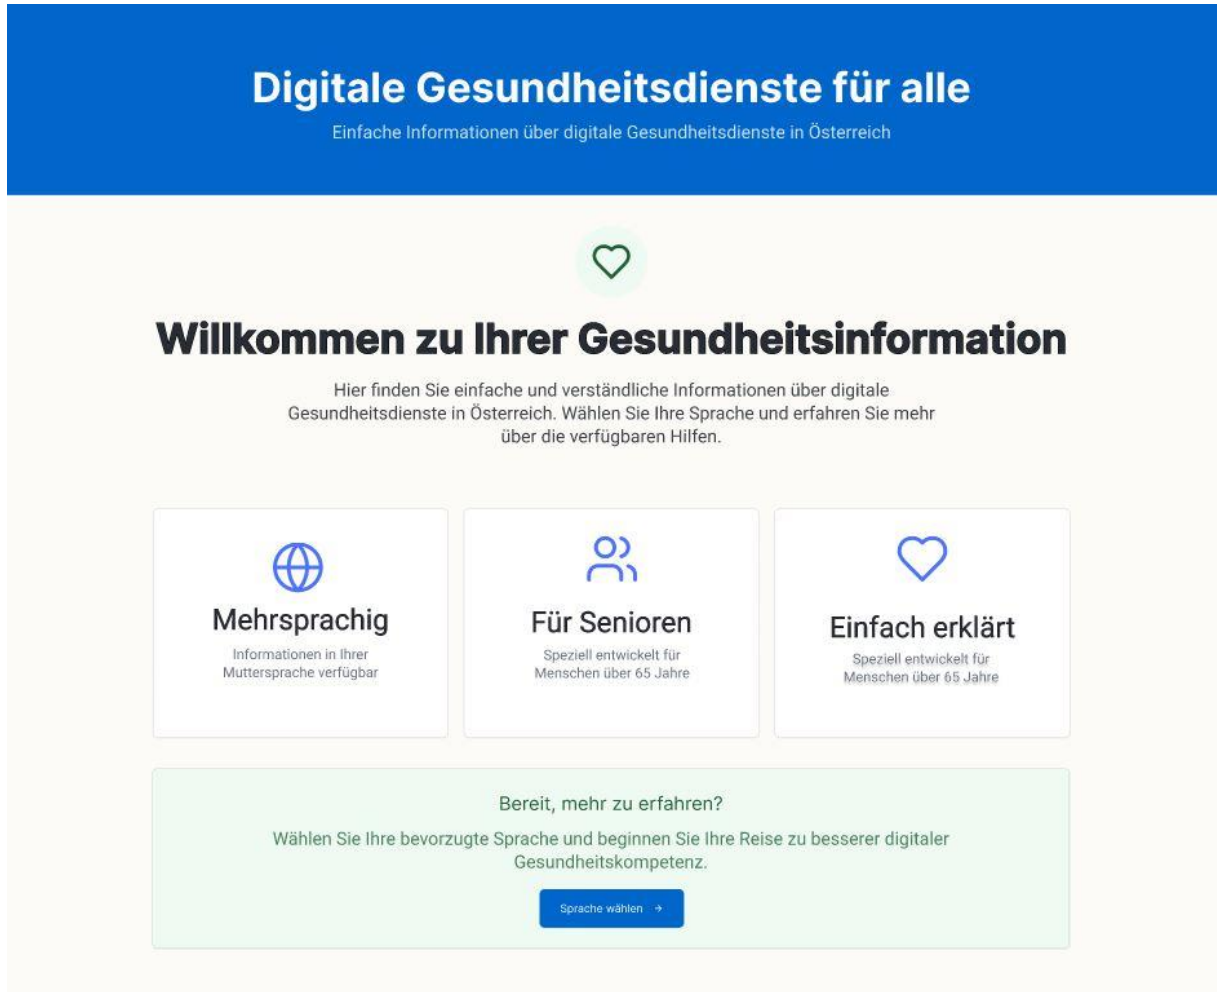 Digitale Gesundheitsdienste für alle
Einfache Informationen über digitale Gesundheitsdienste in Österreich
Willkommen zu Ihrer Gesundheitsinformation
Hier finden Sie einfache und verständliche Informationen über digitale
Gesundheitsdienste in Österreich. Wählen Sie Ihre Sprache und erfahren Sie mehr
über die verfügbaren Hilfen.
Mehrsprachig
Informationen in Ihrer
Muttersprache verfügbar
Für Senioren
Speziell entwickelt für
Menschen über 65 Jahre
Einfach erklärt
Speziell entwickelt für
Menschen über 65 Jahre
Bereit, mehr zu erfahren?
Wählen Sie Ihre bevorzugte Sprache und beginnen Sie Ihre Reise zu besserer digitaler
Gesundheitskompetenz.
Sprache wählen →